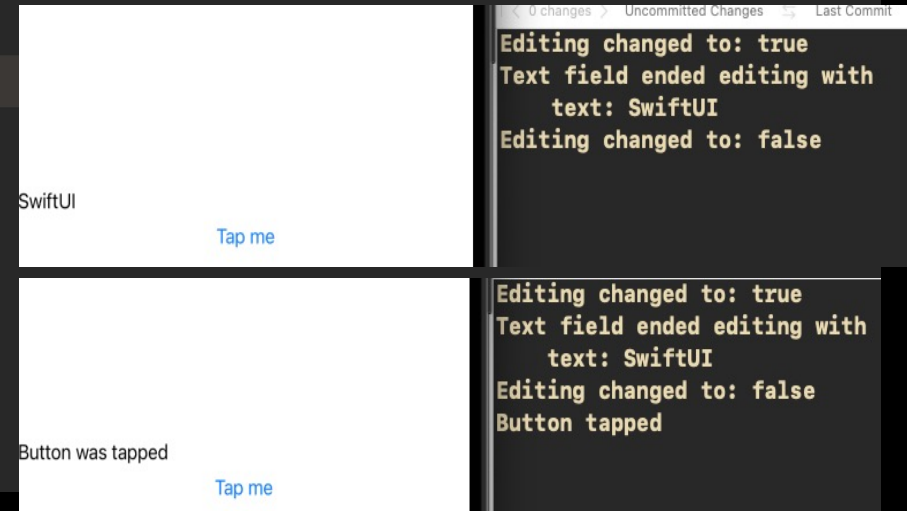 0 changes Uncommitted Changes Last Commit
Editing changed to: true
Text field ended editing with
text: SwiftUI
Editing changed to: false
SwiftUI
Tap me
Editing changed to: true
Text field ended editing with
text: SwiftUI
Editing changed to: false
Button tapped
Button was tapped
Tap me